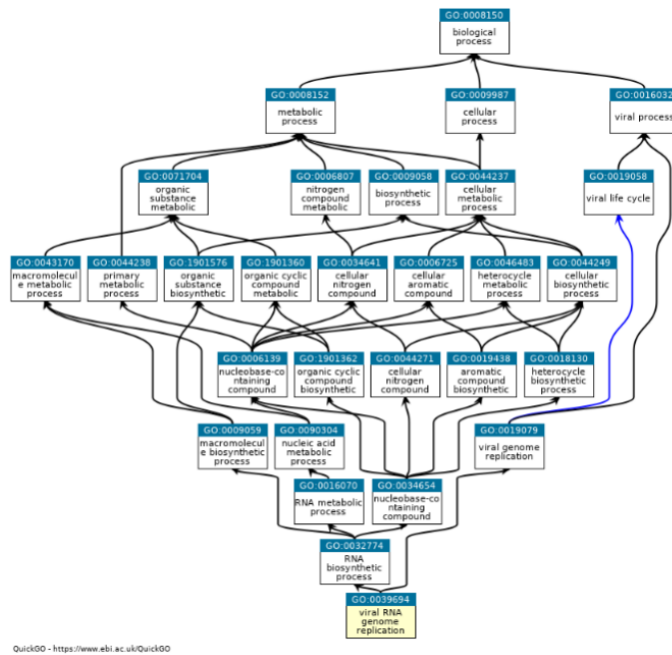 GO:0008150
biological
process
GO:0008152
metabolic
process
GO:0009987
cellular
process
GO:0016032
viral process
GO:0071704
organic
substance
metabolic
GO:0006807
nitrogen
compound
metabolic
GO:0009058
biosynthetic
process
GO:0044237
cellular
metabolic
process
GO:0019058
viral life cycle
GO:0043170
macromolecul
e metabolic
process
GO:0044238
primary
metabolic
process
GO:1901576
organic
substance
biosynthetic
GO:1901360
organic cyclic
compound
metabolic
GO:0034641
cellular
nitrogen
compound
GO:0006725
cellular
aromatic
compound
GO:0046483
heterocycle
metabolic
process
GO:0044249
cellular
biosynthetic
process
GO:0006139
nucleobase-co
ntaining
compound
GO:1901362
organic cyclic
compound
biosynthetic
GO:0044271
cellular
nitrogen
compound
GO:0019438
aromatic
compound
biosynthetic
GO:0018130
heterocycle
biosynthetic
process
GO:0009059
macromolecul
e biosynthetic
process
GO:0090304
nucleic acid
metabolic
process
GO:0019079
viral genome
replication
GO:0016070
RNA metabolic
process
GO:0034654
nucleobase-co
ntaining
compound
GO:0032774
RNA
biosynthetic
process
GO:0039694
viral RNA
genome
replication
QuickGO - https://www.ebi.ac.uk/QuickGO